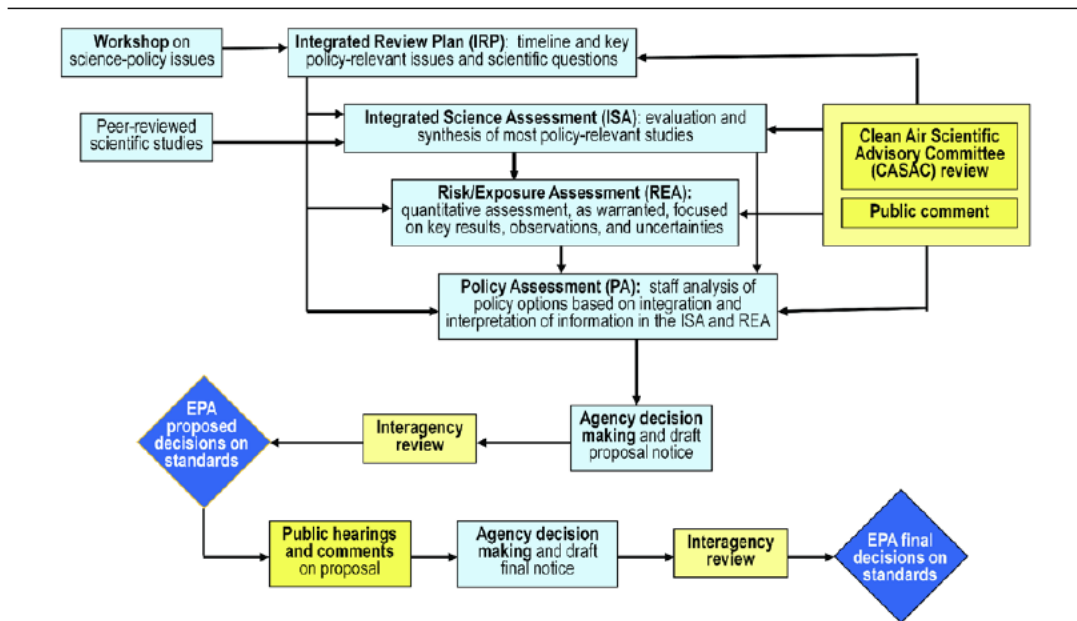 Workshop on
science-policy issues
Integrated Review Plan (IRP): timeline and key
policy-relevant issues and scientific questions
Peer-reviewed
scientific studies
Integrated Science Assessment (ISA): evaluation and
synthesis of most policy-relevant studies
Clean Air Scientific
Advisory Committee
(CASAC) review
Public comment
Risk/Exposure Assessment (REA):
quantitative assessment, as warranted, focused
on key results, observations, and uncertainties
Policy Assessment (PA): staff analysis of
policy options based on integration and
interpretation of information in the ISA and REA
EPA
proposed
decisions on
standards
Interagency
review
Agency decision
making and draft
proposal notice
Public hearings
and comments
on proposal
Agency decision
making and draft
final notice
Interagency
review
EPA final
decisions on
standards